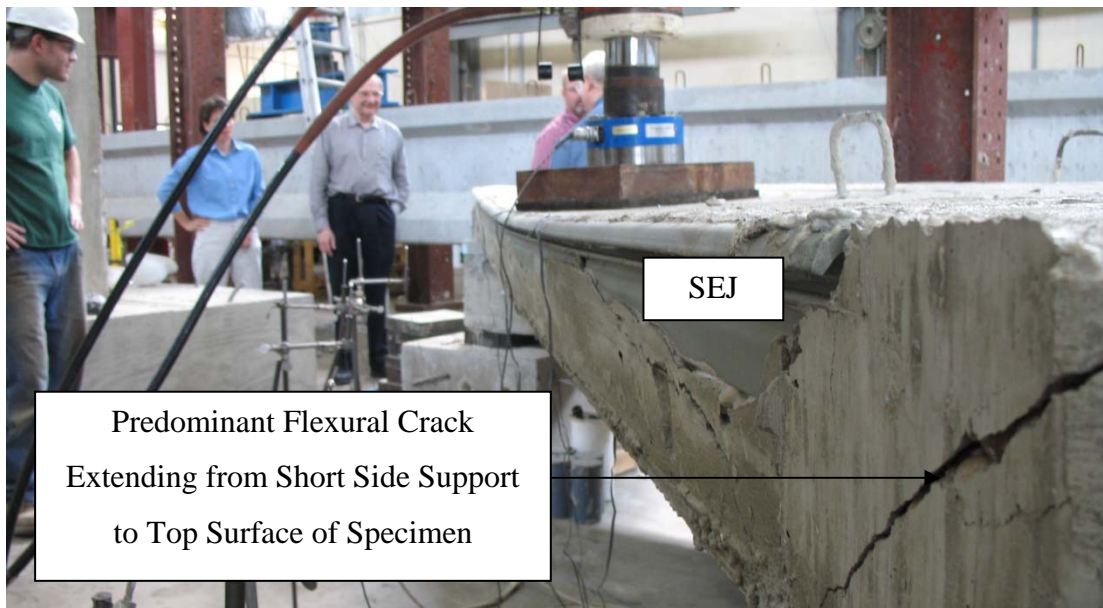 SEJ
Predominant Flexural Crack
Extending from Short Side Support
to Top Surface of Specimen